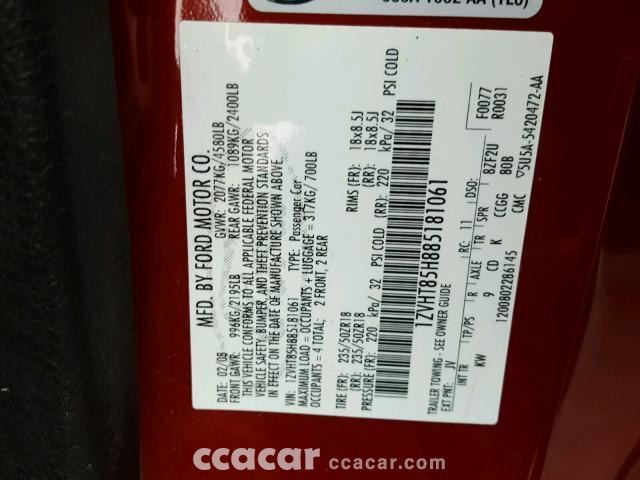 MFD. BY FORD MOTOR CO.
DATE: 02/08 GVWR: 2077KG/4580LB
FRONT GAWR: 996KG/2195LB REAR GAWR: 1089KG/2400LB
THIS VEHICLE CONFORMS TO ALL APPLICABLE FEDERAL MOTOR
VEHICLE SAFETY, BUMPER, AND THEFT PREVENTION STANDARDS
IN EFFECT ON THE DATE OF MANUFACTURE SHOWN ABOVE.
VIN: 1ZVHT85H885181061 TYPE: Passenger Car
MAXIMUM LOAD = OCCUPANTS + LUGGAGE = 317KG/ 700LB
OCCUPANTS = 4 TOTAL: 2 FRONT, 2 REAR
TIRE (FR): 235/50ZR18 RIMS (FR): 18x8.5J
(RR): 235/50ZR18 (RR): 18x8.5J
PRESSURE (FR): 220 kPa/ 32 PSI COLD (RR): 220 kPa/ 32 PSI COLD
1ZVHT85H885181061
TRAILER TOWING - SEE OWNER GUIDE
EXT PNT: JV RC: 11 DSO: F0077
R0031
INT TR TP/PS R AXLE TR SPR
KW 9 K CCGG BZF2U
CD CMC BOB
1200802286145 5U5A-5420472-AA
ccacar ccacar.com